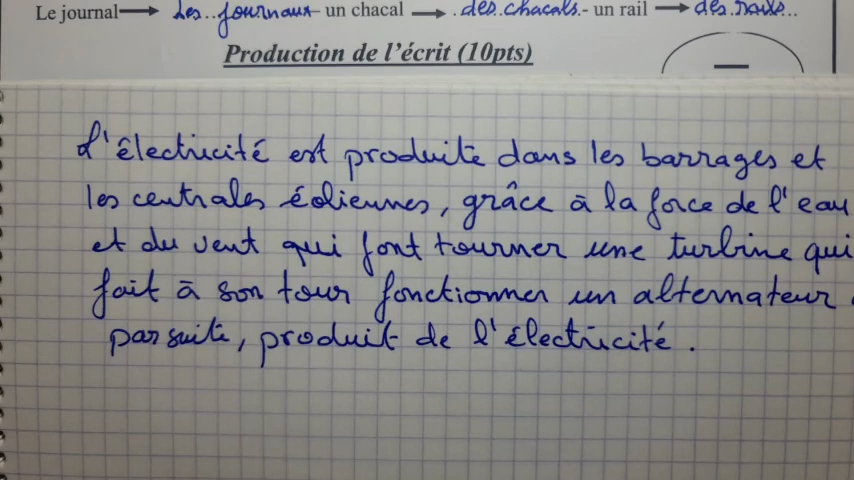 Le journal → Les journaux - un chacal → des chacals - un rail → des rails
Production de l'écrit (10pts)
L'électricité est produite dans les barrages et
les centrales éoliennes, grâce à la force de l'eau
et du vent qui font tourner une turbine qui
fait à son tour fonctionner un alternateur
par suite, produit de l'électricité.